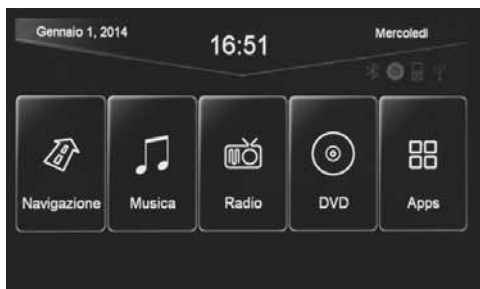 Gennaio 1, 2014
16:51
Mercoledì
Navigazione
Musica
Radio
DVD
Apps